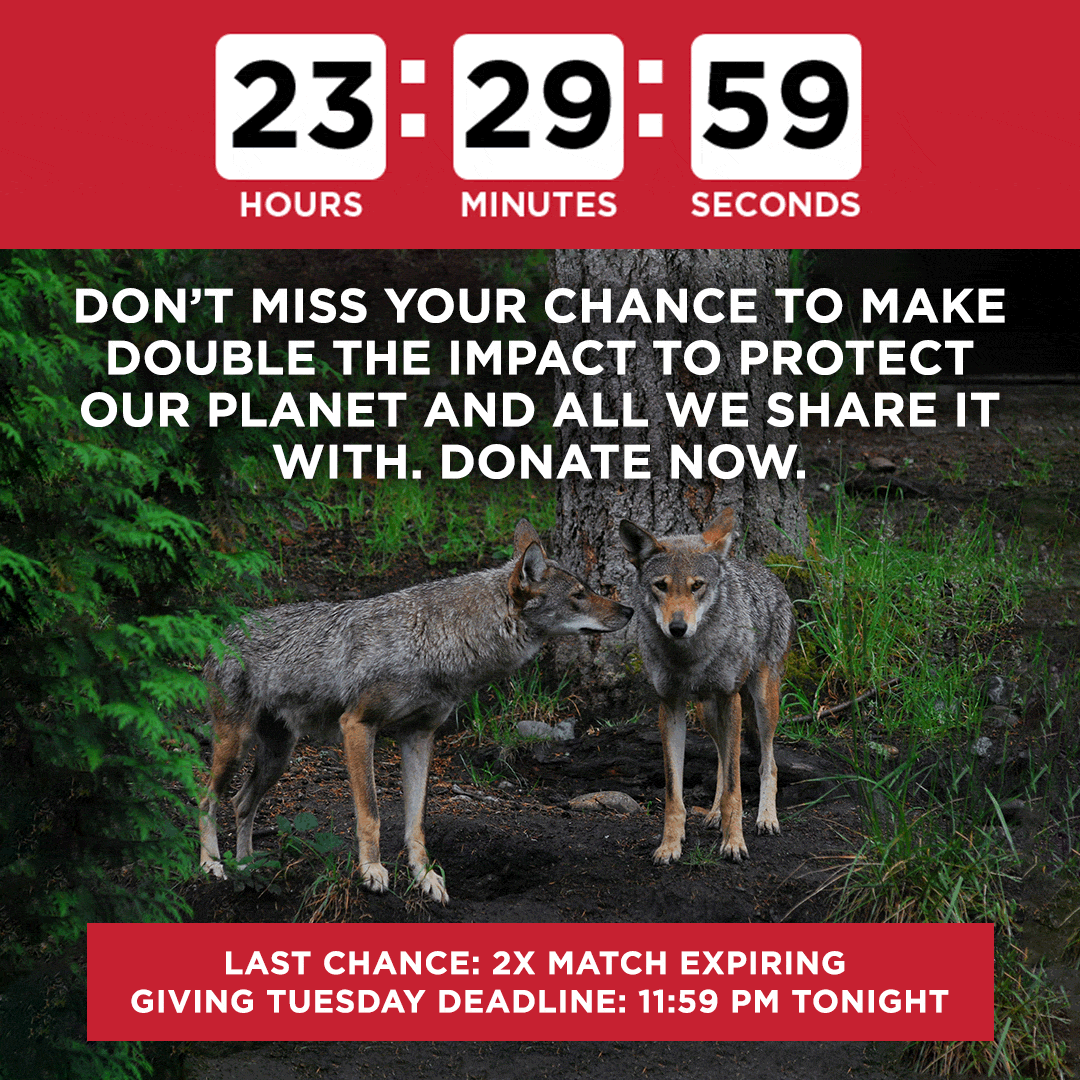 23 : 29 : 59
HOURS MINUTES SECONDS
DON'T MISS YOUR CHANCE TO MAKE
DOUBLE THE IMPACT TO PROTECT
OUR PLANET AND ALL WE SHARE IT
WITH. DONATE NOW.
LAST CHANCE: 2X MATCH EXPIRING
GIVING TUESDAY DEADLINE: 11:59 PM TONIGHT